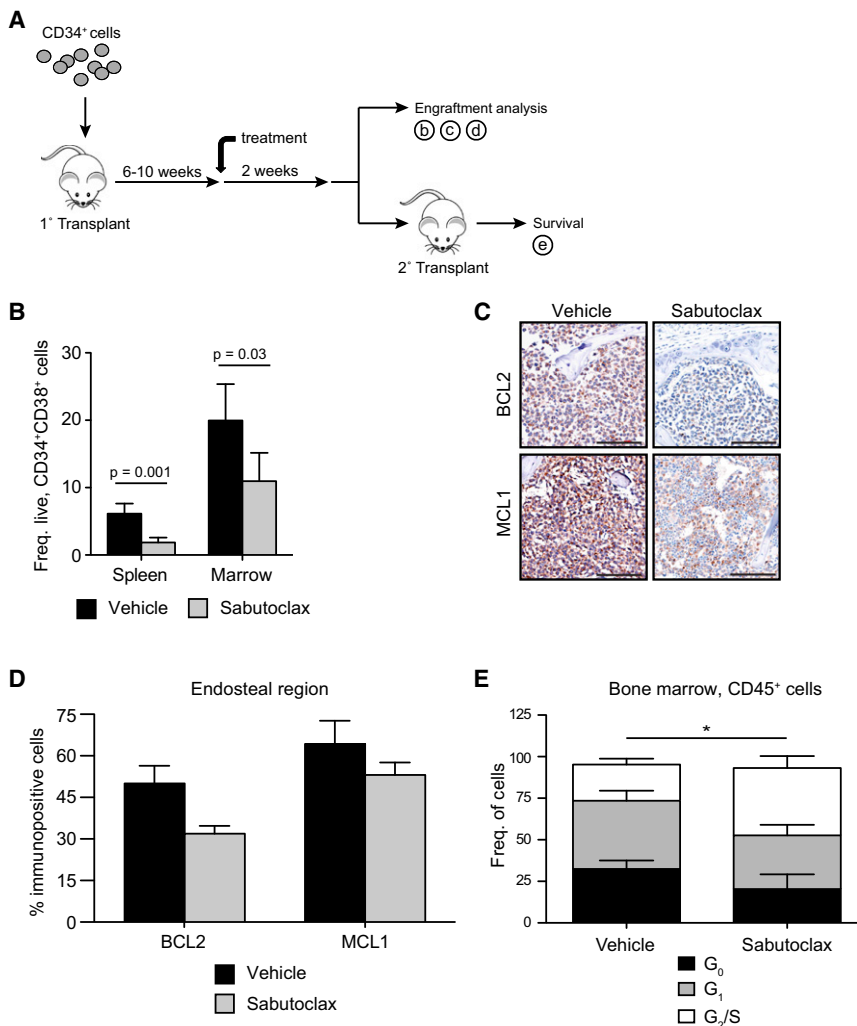 A
CD34⁺ cells
treatment
6-10 weeks
2 weeks
1˚ Transplant
Engraftment analysis
b c d
2˚ Transplant
Survival
e
B
Freq. live, CD34⁺CD38⁺ cells
30
20
10
0
p = 0.001
p = 0.03
Spleen Marrow
Vehicle Sabutoclax
C
Vehicle Sabutoclax
BCL2
MCL1
D
Endosteal region
% immunopositive cells
75
60
45
30
15
0
BCL2 MCL1
Vehicle
Sabutoclax
E
Bone marrow, CD45⁺ cells
Freq. of cells
125
100
75
50
25
0
*
Vehicle Sabutoclax
G₀
G₁
G₂/S